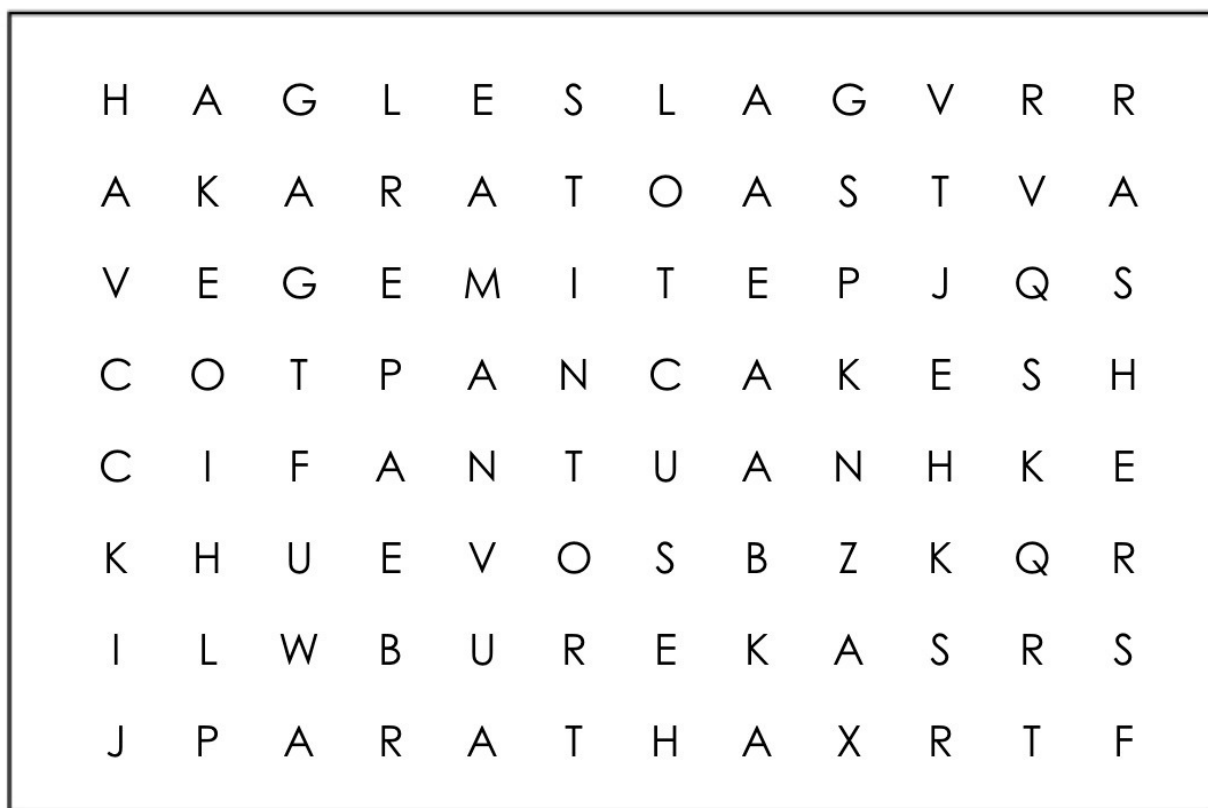 H A G L E S L A G V R R
A K A R A T O A S T V A
V E G E M I T E P J Q S
C O T P A N C A K E S H
C I F A N T U A N H K E
K H U E V O S B Z K Q R
I L W B U R E K A S R S
J P A R A T H A X R T F